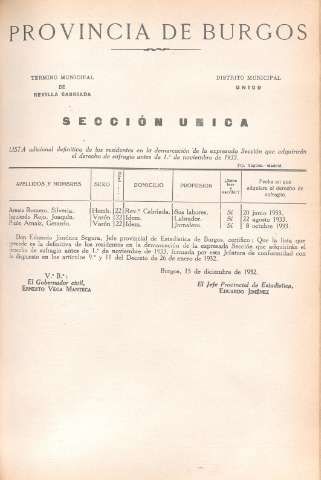 PROVINCIA DE BURGOS
TERMINO MUNICIPAL
DE
REVILLA CABRIADA
DISTRITO MUNICIPAL
UNICO
SECCIÓN UNICA
LISTA adicional definitiva de los residentes en la demarcación de la expresada Sección que adquirirán
el derecho de sufragio antes de 1.º de noviembre de 1933.
APELLIDOS Y NOMBRES SEXO DOMICILIO PROFESION ¿Sabe leer y escribir? Fecha en que adquiere el derecho de sufragio
Romero, Silveria. Hemb. 22 Rev.ª Cabriada. Sus labores. Sí 20 junio 1933.
Izquierdo Rojo, Joaquín. Varón 22 Idem. Labrador. Sí 22 agosto 1933.
Arnaiz, Gerardo. Varón 22 Idem. Jornalero. Sí 8 octubre 1933.
Don Eduardo Jiménez Segura, Jefe provincial de Estadística de Burgos, certifico: Que la lista que
precede es la definitiva de los residentes en la demarcación de la expresada Sección que adquirirán el
derecho de sufragio antes de 1.º de noviembre de 1933, formada por esta Jefatura de conformidad con
lo dispuesto en los artículos 9.º y 11 del Decreto de 26 de enero de 1932.
Burgos, 15 de diciembre de 1932.
V.º B.º:
El Gobernador civil,
ERNESTO VEGA MANTECA
El Jefe Provincial de Estadística,
EDUARDO JIMÉNEZ